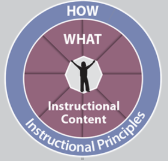 HOW
WHAT
Instructional
Content
Instructional Principles